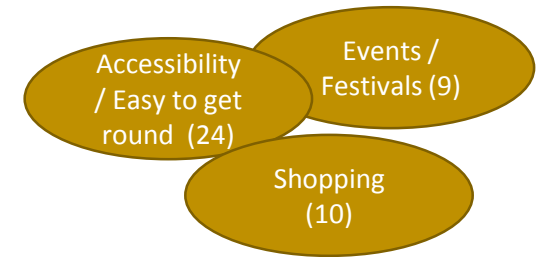 Accessibility
/ Easy to get
round  (24)
Events /
Festivals (9)
Shopping
(10)